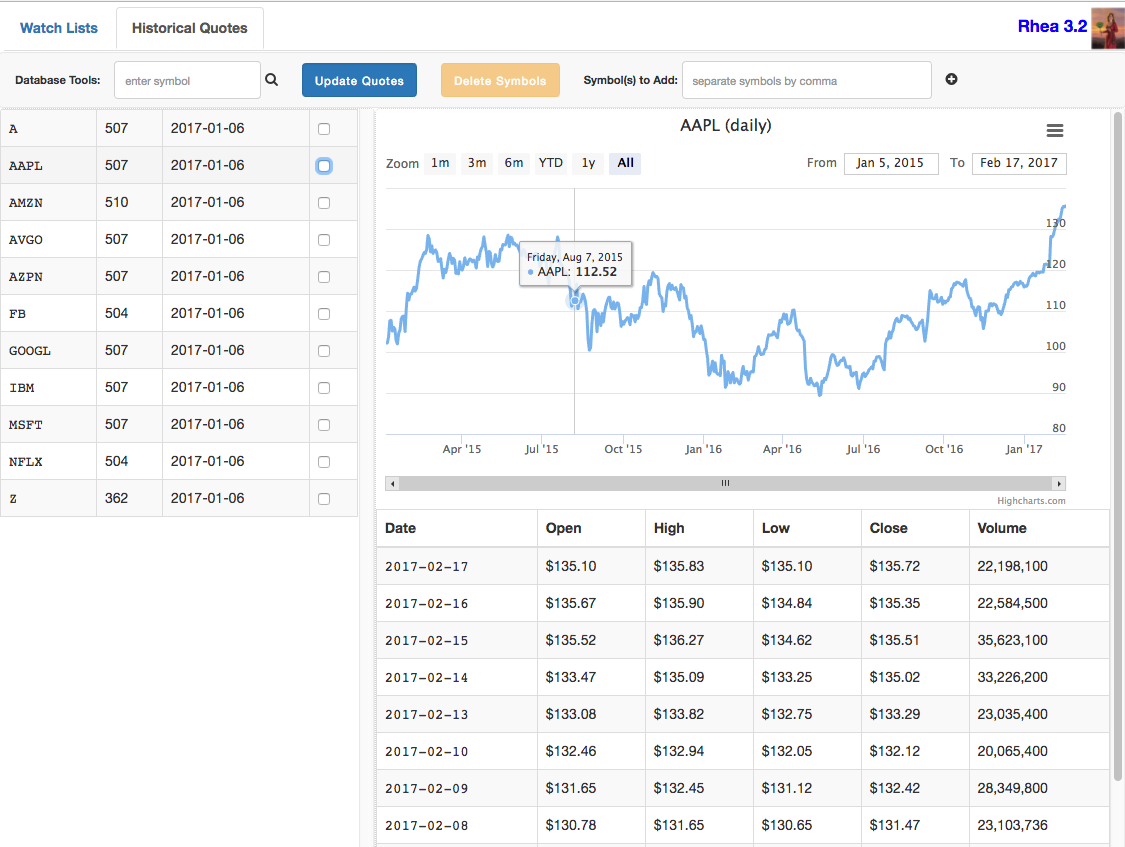 Watch Lists Historical Quotes Rhea 3.2
Database Tools: enter symbol Update Quotes Delete Symbols Symbol(s) to Add: separate symbols by comma
A 507 2017-01-06
AAPL 507 2017-01-06
AMZN 510 2017-01-06
AVGO 507 2017-01-06
AZPN 507 2017-01-06
FB 504 2017-01-06
GOOGL 507 2017-01-06
IBM 507 2017-01-06
MSFT 507 2017-01-06
NFLX 504 2017-01-06
Z 362 2017-01-06
AAPL (daily)
Zoom 1m 3m 6m YTD 1y All From Jan 5, 2015 To Feb 17, 2017
130
120
110
100
90
80
Friday, Aug 7, 2015
AAPL: 112.52
Apr '15 Jul '15 Oct '15 Jan '16 Apr '16 Jul '16 Oct '16 Jan '17
Highcharts.com
Date Open High Low Close Volume
2017-02-17 $135.10 $135.83 $135.10 $135.72 22,198,100
2017-02-16 $135.67 $135.90 $134.84 $135.35 22,584,500
2017-02-15 $135.52 $136.27 $134.62 $135.51 35,623,100
2017-02-14 $133.47 $135.09 $133.25 $135.02 33,226,200
2017-02-13 $133.08 $133.82 $132.75 $133.29 23,035,400
2017-02-10 $132.46 $132.94 $132.05 $132.12 20,065,400
2017-02-09 $131.65 $132.45 $131.12 $132.42 28,349,800
2017-02-08 $130.78 $131.65 $130.65 $131.47 23,103,736